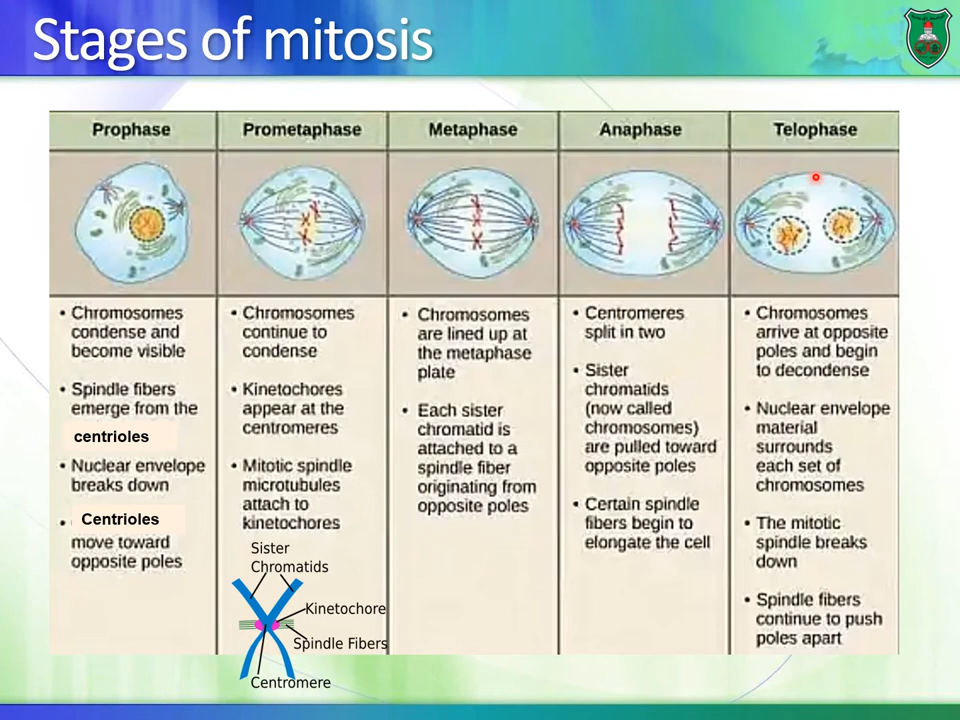 Stages of mitosis
Prophase
Prometaphase
Metaphase
Anaphase
Telophase
• Chromosomes
condense and
become visible
• Spindle fibers
emerge from the
centrioles
• Nuclear envelope
breaks down
• Centrioles
move toward
opposite poles
• Chromosomes
continue to
condense
• Kinetochores
appear at the
centromeres
• Mitotic spindle
microtubules
attach to
kinetochores
Sister
Chromatids
Kinetochore
Spindle Fibers
Centromere
• Chromosomes
are lined up at
the metaphase
plate
• Each sister
chromatid is
attached to a
spindle fiber
originating from
opposite poles
• Centromeres
split in two
• Sister
chromatids
(now called
chromosomes)
are pulled toward
opposite poles
• Certain spindle
fibers begin to
elongate the cell
• Chromosomes
arrive at opposite
poles and begin
to decondense
• Nuclear envelope
material
surrounds
each set of
chromosomes
• The mitotic
spindle breaks
down
• Spindle fibers
continue to push
poles apart